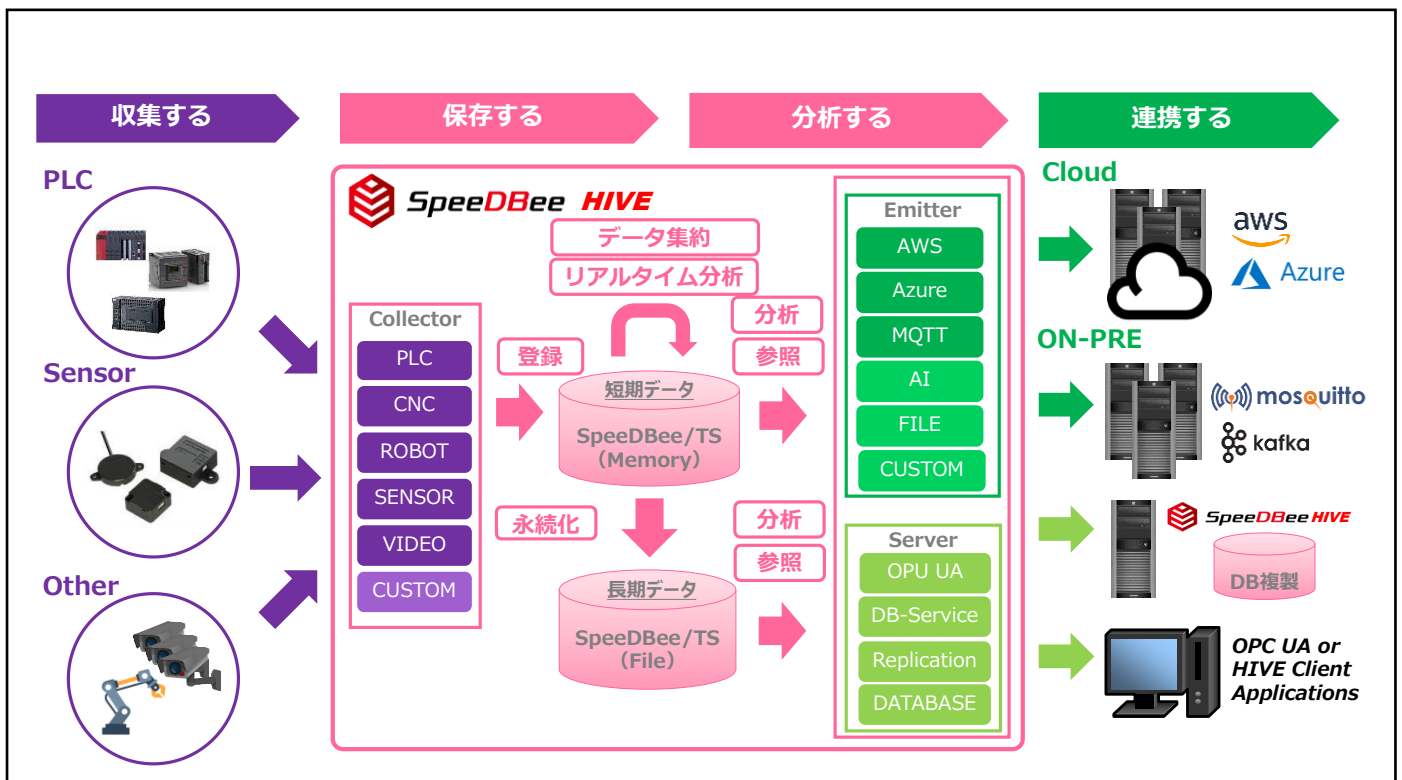 収集する
保存する
分析する
連携する
PLC
Sensor
Other
SpeeDBee HIVE
データ集約
リアルタイム分析
Collector
PLC
CNC
ROBOT
SENSOR
VIDEO
CUSTOM
登録
短期データ
SpeeDBee/TS
（Memory）
永続化
長期データ
SpeeDBee/TS
（File）
分析
参照
分析
参照
Emitter
AWS
Azure
MQTT
AI
FILE
CUSTOM
Server
OPU UA
DB-Service
Replication
DATABASE
Cloud
aws
Azure
ON-PRE
mosquitto
kafka
SpeeDBee HIVE
DB複製
OPC UA or
HIVE Client
Applications